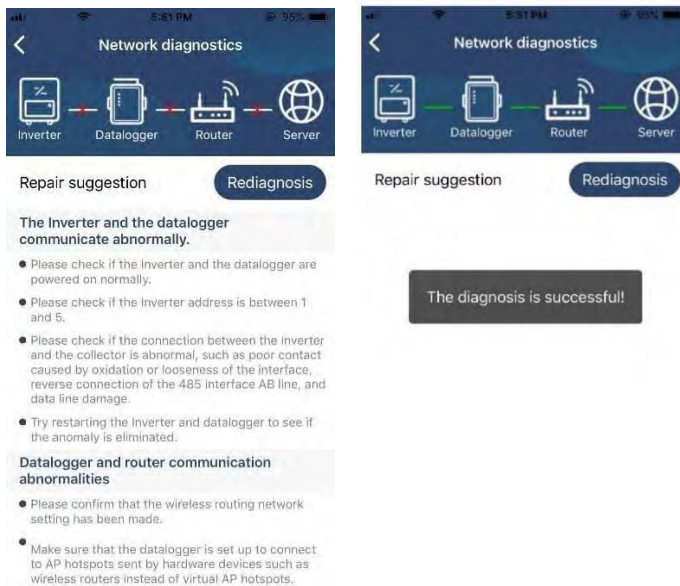 5:51 PM
95%
Network diagnostics
Inverter Datalogger Router Server
Repair suggestion
Rediagnosis
The Inverter and the datalogger
communicate abnormally.
Please check if the Inverter and the datalogger are
powered on normally.
Please check if the Inverter address is between 1
and 5.
Please check if the connection between the Inverter
and the collector is abnormal, such as poor contact
caused by oxidation or looseness of the interface,
reverse connection of the 485 interface AB line, and
data line damage.
Try restarting the Inverter and datalogger to see if
the anomaly is eliminated.
Datalogger and router communication
abnormalities
Please confirm that the wireless routing network
setting has been made.
Make sure that the datalogger is set up to connect
to AP hotspots sent by hardware devices such as
wireless routers instead of virtual AP hotspots.
5:51 PM
95%
Network diagnostics
Inverter Datalogger Router Server
Repair suggestion
Rediagnosis
The diagnosis is successful!